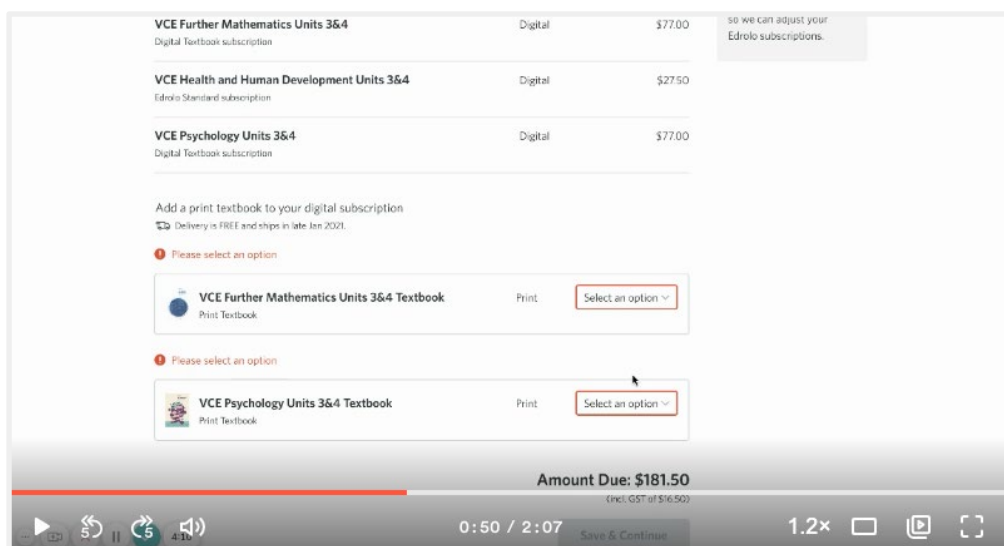 so we can adjust your
Edrolo subscriptions.
VCE Further Mathematics Units 3&4 Digital $77.00
Digital Textbook subscription
VCE Health and Human Development Units 3&4 Digital $27.50
Edrolo Standard subscription
VCE Psychology Units 3&4 Digital $77.00
Digital Textbook subscription
Add a print textbook to your digital subscription
Delivery is FREE and ships in late Jan 2021.
Please select an option
VCE Further Mathematics Units 3&4 Textbook Print Select an option
Print Textbook
Please select an option
VCE Psychology Units 3&4 Textbook Print Select an option
Print Textbook
Amount Due: $181.50
(incl. GST of $16.50)
Save & Continue
5 5 4:16 0:50 / 2:07 1.2×